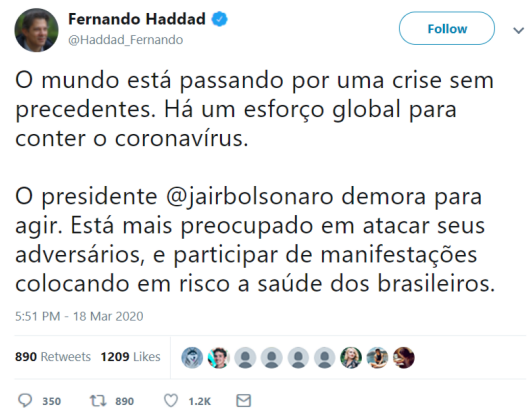 Fernando Haddad
@Haddad_Fernando
Follow
O mundo está passando por uma crise sem
precedentes. Há um esforço global para
conter o coronavírus.
O presidente @jairbolsonaro demora para
agir. Está mais preocupado em atacar seus
adversários, e participar de manifestações
colocando em risco a saúde dos brasileiros.
5:51 PM - 18 Mar 2020
890 Retweets 1209 Likes
350 890 1.2K